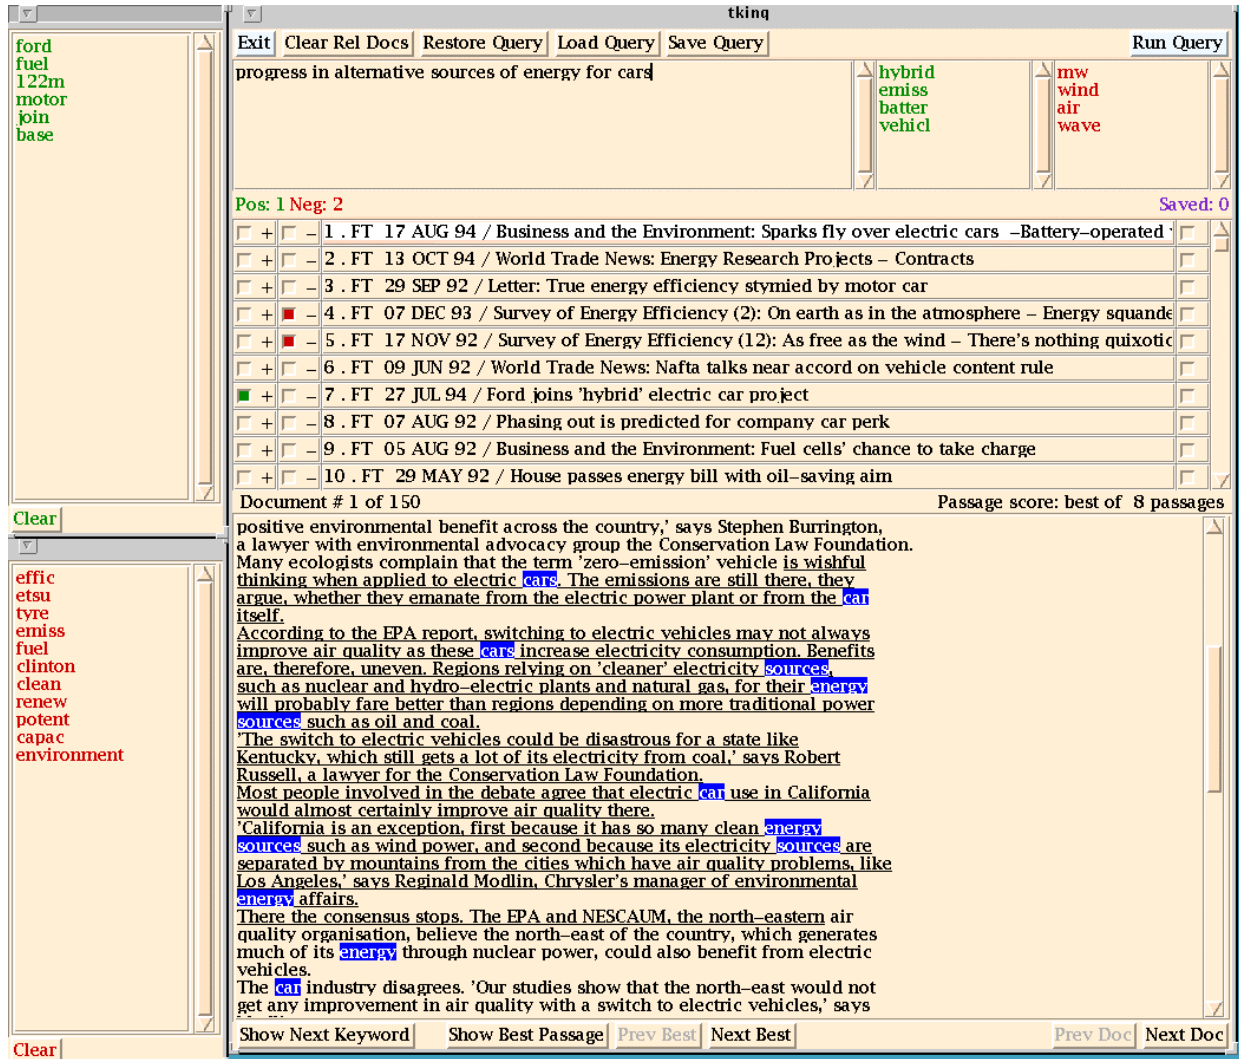 tkinq
Exit Clear Rel Docs Restore Query Load Query Save Query Run Query
progress in alternative sources of energy for cars
hybrid
emiss
batter
vehicl
mw
wind
air
wave
ford
fuel
122m
motor
join
base
Clear
effic
etsu
tyre
emiss
fuel
clinton
clean
renew
potent
capac
environment
Clear
Pos: 1 Neg: 2 Saved: 0
+ - 1 . FT 17 AUG 94 / Business and the Environment: Sparks fly over electric cars -Battery-operated
+ - 2 . FT 13 OCT 94 / World Trade News: Energy Research Projects - Contracts
+ - 3 . FT 29 SEP 92 / Letter: True energy efficiency stymied by motor car
+ - 4 . FT 07 DEC 93 / Survey of Energy Efficiency (2): On earth as in the atmosphere - Energy squande
+ - 5 . FT 17 NOV 92 / Survey of Energy Efficiency (12): As free as the wind - There's nothing quixotic
+ - 6 . FT 09 JUN 92 / World Trade News: Nafta talks near accord on vehicle content rule
+ - 7 . FT 27 JUL 94 / Ford joins 'hybrid' electric car project
+ - 8 . FT 07 AUG 92 / Phasing out is predicted for company car perk
+ - 9 . FT 05 AUG 92 / Business and the Environment: Fuel cells' chance to take charge
+ - 10 . FT 29 MAY 92 / House passes energy bill with oil-saving aim
Document # 1 of 150 Passage score: best of 8 passages
positive environmental benefit across the country,' says Stephen Burrington,
a lawyer with environmental advocacy group the Conservation Law Foundation.
Many ecologists complain that the term 'zero-emission' vehicle is wishful
thinking when applied to electric cars. The emissions are still there, they
argue, whether they emanate from the electric power plant or from the car
itself.
According to the EPA report, switching to electric vehicles may not always
improve air quality as these cars increase electricity consumption. Benefits
are, therefore, uneven. Regions relying on 'cleaner' electricity sources,
such as nuclear and hydro-electric plants and natural gas, for their energy
will probably fare better than regions depending on more traditional power
sources such as oil and coal.
'The switch to electric vehicles could be disastrous for a state like
Kentucky, which still gets a lot of its electricity from coal,' says Robert
Russell, a lawyer for the Conservation Law Foundation.
Most people involved in the debate agree that electric car use in California
would almost certainly improve air quality there.
'California is an exception, first because it has so many clean energy
sources such as wind power, and second because its electricity sources are
separated by mountains from the cities which have air quality problems, like
Los Angeles,' says Reginald Modlin, Chrysler's manager of environmental
energy affairs.
There the consensus stops. The EPA and NESCAUM, the north-eastern air
quality organisation, believe the north-east of the country, which generates
much of its energy through nuclear power, could also benefit from electric
vehicles.
The car industry disagrees. 'Our studies show that the north-east would not
get any improvement in air quality with a switch to electric vehicles,' says
Show Next Keyword Show Best Passage Prev Best Next Best Prev Doc Next Doc